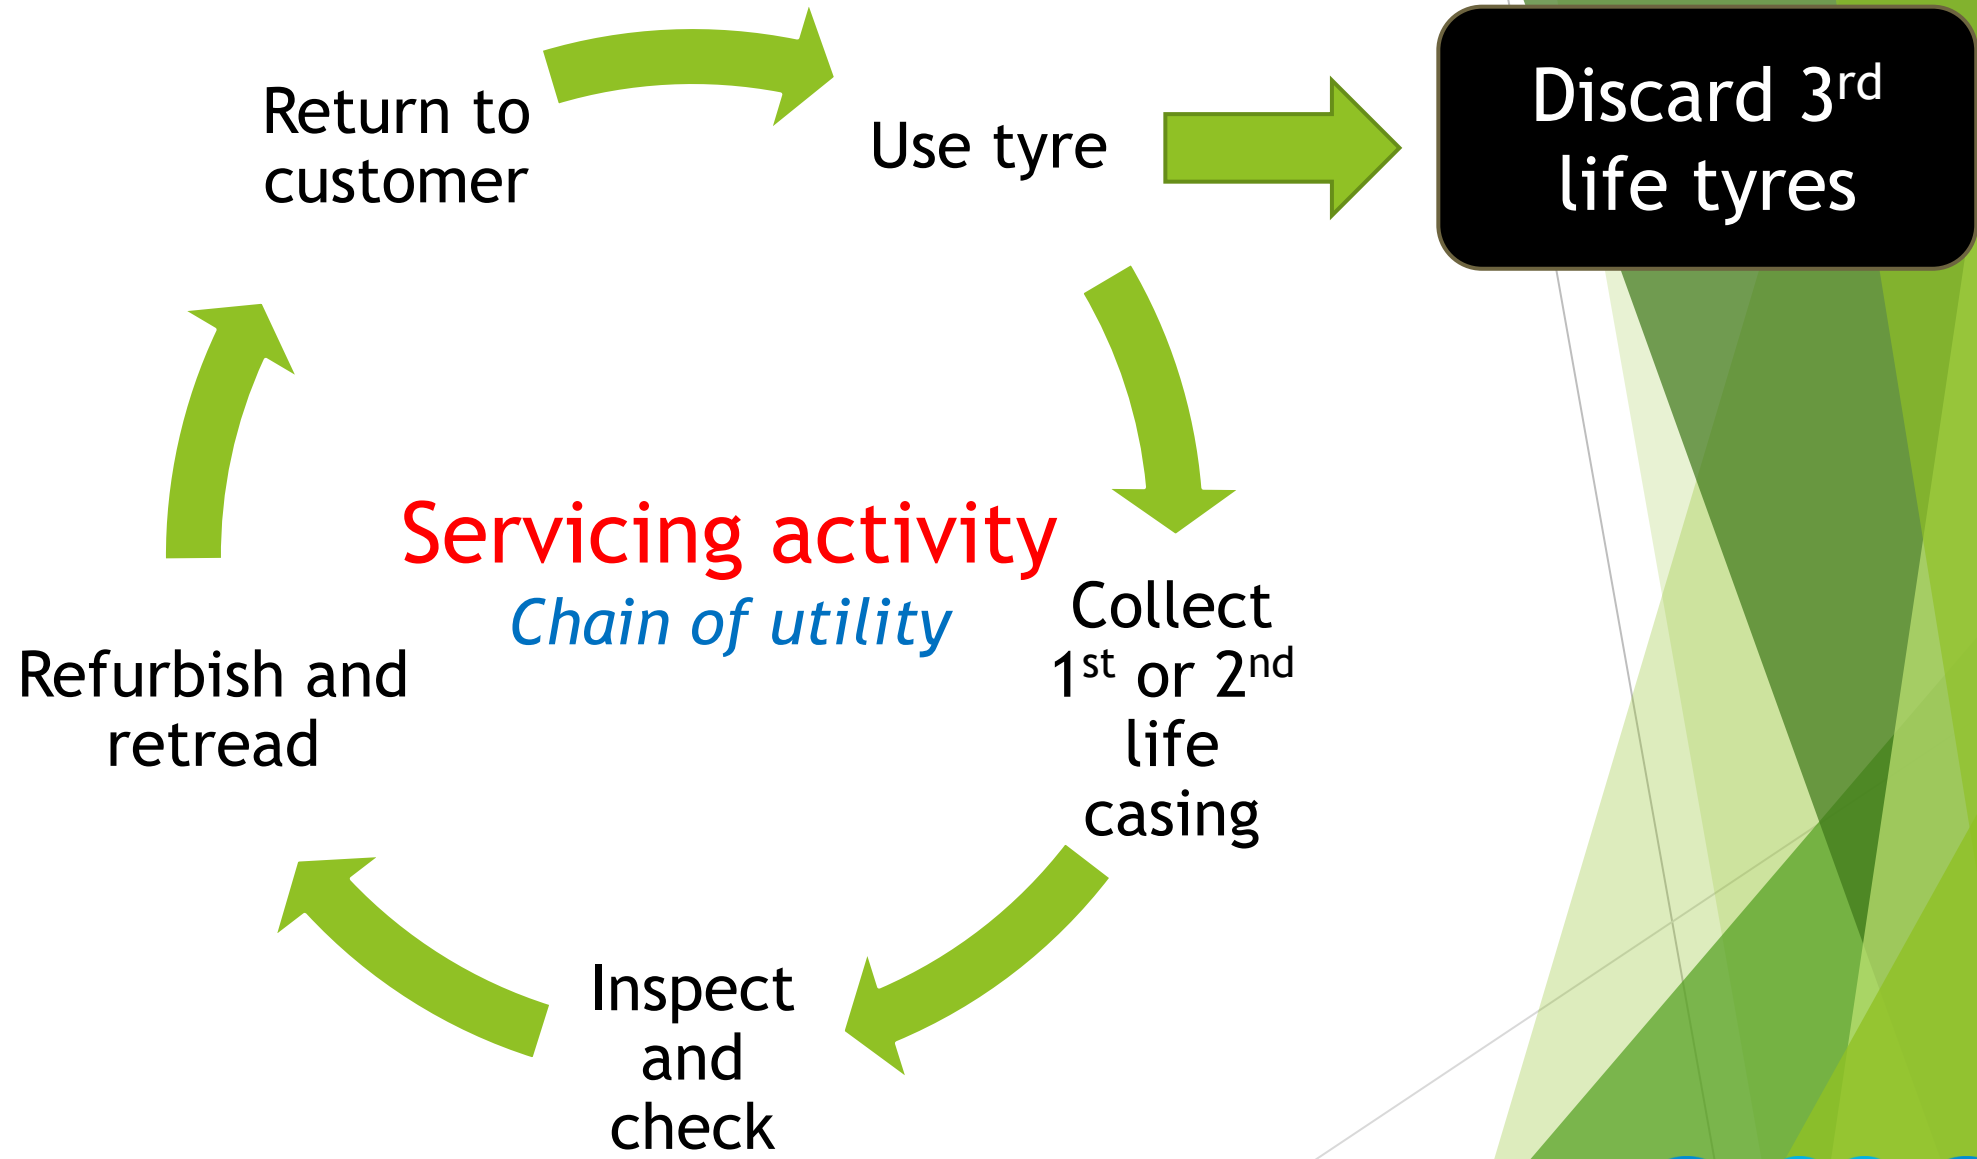 Return to
customer
Use tyre
Discard 3rd
life tyres
Servicing activity
Chain of utility
Collect
1st or 2nd
life
casing
Refurbish and
retread
Inspect
and
check